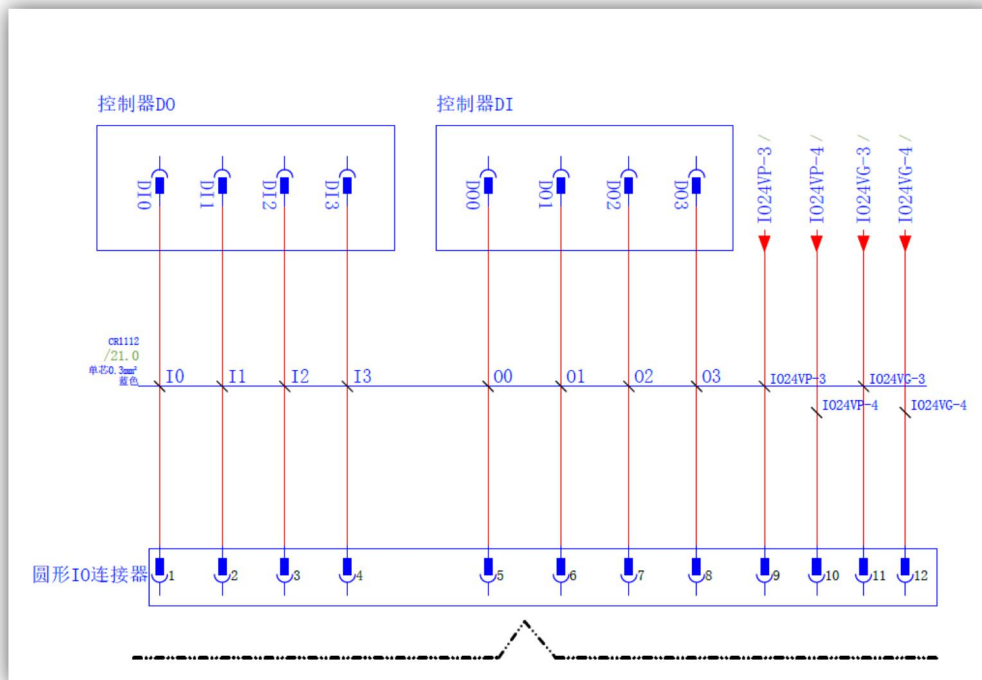 控制器DO
控制器DI
DI0
DI1
DI2
DI3
DO0
DO1
DO2
DO3
IO24VP-3 /
IO24VP-4 /
IO24VG-3 /
IO24VG-4 /
CR1112
/21.0
单芯0.3mm²
蓝色
I0
I1
I2
I3
O0
O1
O2
O3
IO24VP-3
IO24VG-3
IO24VP-4
IO24VG-4
圆形IO连接器
1
2
3
4
5
6
7
8
9
10
11
12